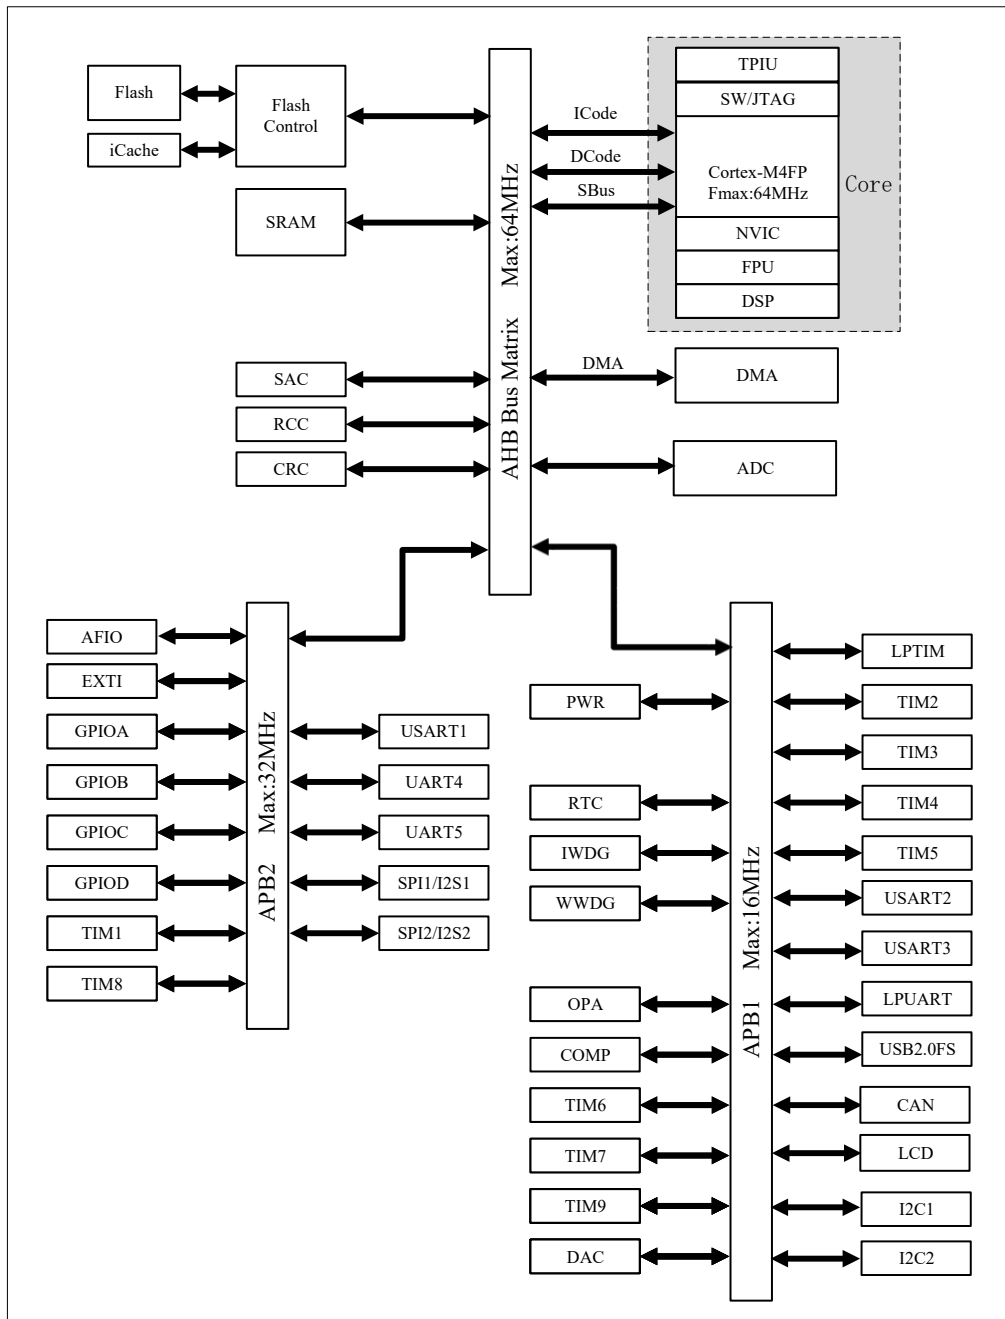 Flash
iCache
Flash
Control
SRAM
SAC
RCC
CRC
AHB Bus Matrix Max:64MHz
ICode
DCode
SBus
DMA
TPIU
SW/JTAG
Cortex-M4FP
Fmax:64MHz
NVIC
FPU
DSP
Core
DMA
ADC
AFIO
EXTI
GPIOA
GPIOB
GPIOC
GPIOD
TIM1
TIM8
APB2 Max:32MHz
USART1
UART4
UART5
SPI1/I2S1
SPI2/I2S2
PWR
RTC
IWDG
WWDG
OPA
COMP
TIM6
TIM7
TIM9
DAC
APB1 Max:16MHz
LPTIM
TIM2
TIM3
TIM4
TIM5
USART2
USART3
LPUART
USB2.0FS
CAN
LCD
I2C1
I2C2